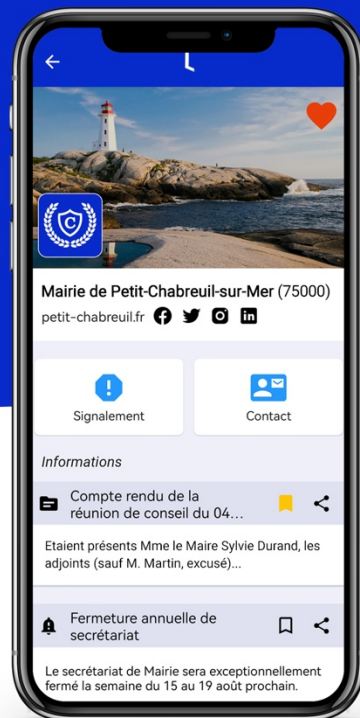 Mairie de Petit-Chabreuil-sur-Mer (75000)
petit-chabreuil.fr
Signalement
Contact
Informations
Compte rendu de la
réunion de conseil du 04...
Etaient présents Mme le Maire Sylvie Durand, les
adjoints (sauf M. Martin, excusé)...
Fermeture annuelle de
secrétariat
Le secrétariat de Mairie sera exceptionnellement
fermé la semaine du 15 au 19 août prochain.